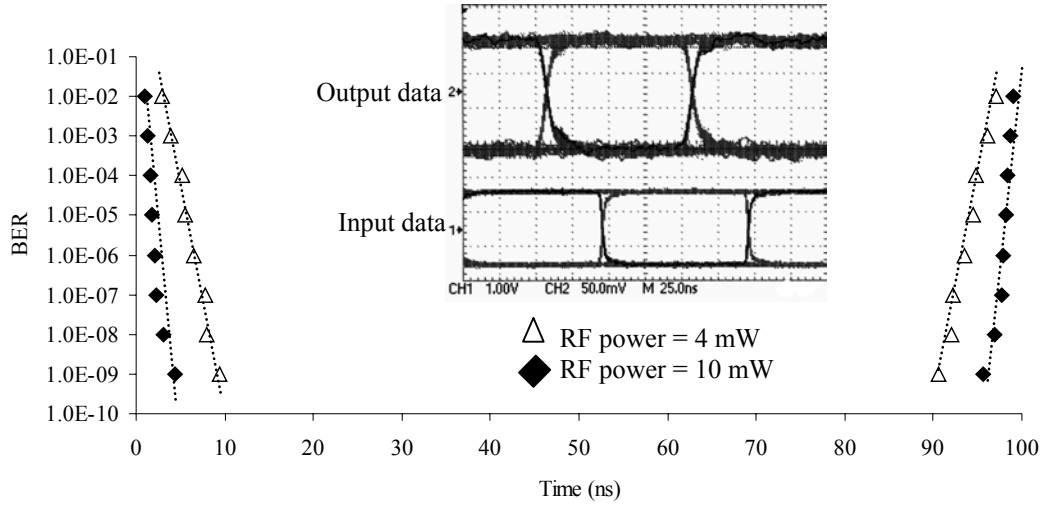 1.0E-01
1.0E-02
1.0E-03
1.0E-04
1.0E-05
1.0E-06
1.0E-07
1.0E-08
1.0E-09
1.0E-10
BER
Output data
2
Input data
1
CH1 1.00V CH2 50.0mV M 25.0ns
RF power = 4 mW
RF power = 10 mW
0 10 20 30 40 50 60 70 80 90 100
Time (ns)